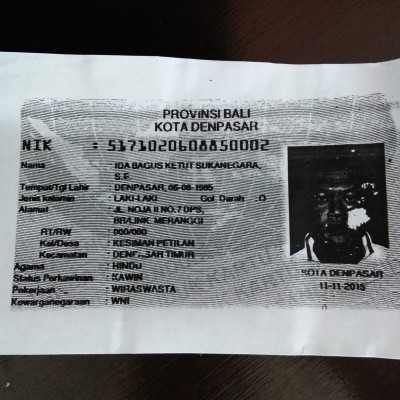 PROVINSI BALI
KOTA DENPASAR
NIK : 5171020608850002
Nama : IDA BAGUS KETUT SUKANEGARA,
S.E
Tempat/Tgl Lahir : DENPASAR, 06-08-1985
Jenis kelamin : LAKI-LAKI Gol. Darah : O
Alamat : JL. NOJA II NO.7 DPS,
BR/LINK. MERANGGI
RT/RW : 000/000
Kel/Desa : KESIMAN PETILAN
Kecamatan : DENPASAR TIMUR
Agama : HINDU
Status Perkawinan : KAWIN
Pekerjaan : WIRASWASTA
Kewarganegaraan : WNI
KOTA DENPASAR
11-11-2015